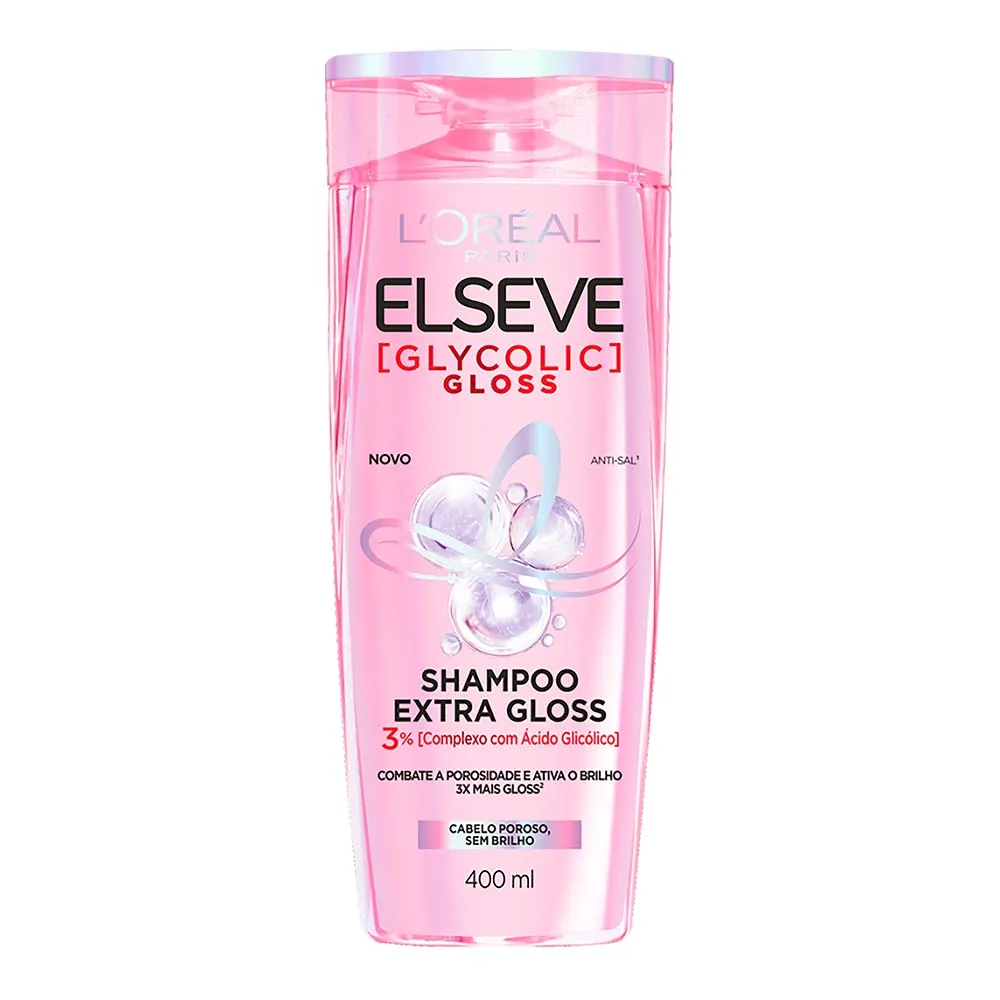 L'ORÉAL
PARIS
ELSEVE
[GLYCOLIC]
GLOSS
NOVO
ANTI-SAL¹
SHAMPOO
EXTRA GLOSS
3% [Complexo com Ácido Glicólico]
COMBATE A POROSIDADE E ATIVA O BRILHO
3X MAIS GLOSS²
CABELO POROSO,
SEM BRILHO
400 ml